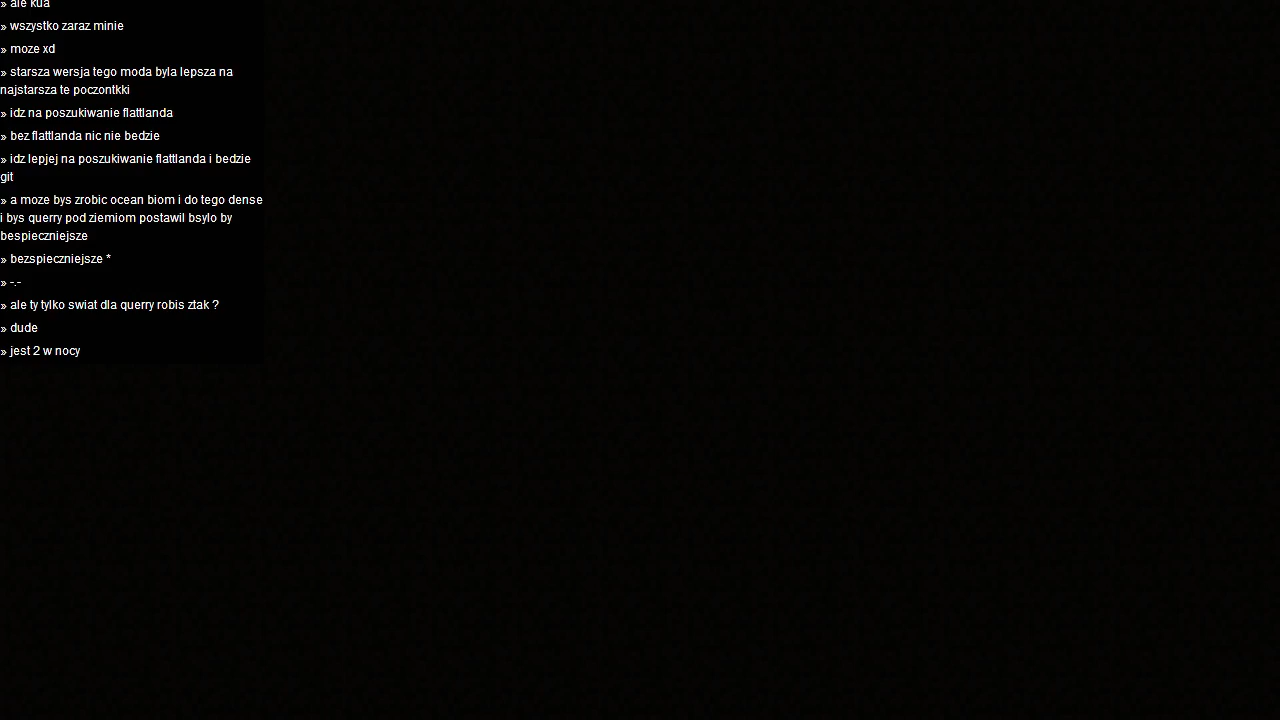 » ale kua
» wszystko zaraz minie
» moze xd
» starsza wersja tego moda byla lepsza na
najstarsza te poczontkki
» idz na poszukiwanie flattlanda
» bez flattlanda nic nie bedzie
» idz lepjej na poszukiwanie flattlanda i bedzie
git
» a moze bys zrobic ocean biom i do tego dense
i bys querry pod ziemiom postawil bsylo by
bespieczniejsze
» bezspieczniejsze *
» -.-
» ale ty tylko swiat dla querry robis ztak ?
» dude
» jest 2 w nocy